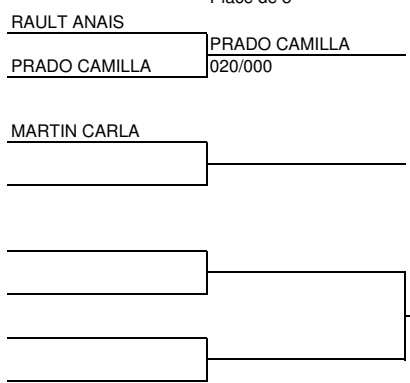 RAULT ANAIS
PRADO CAMILLA
PRADO CAMILLA
020/000
MARTIN CARLA